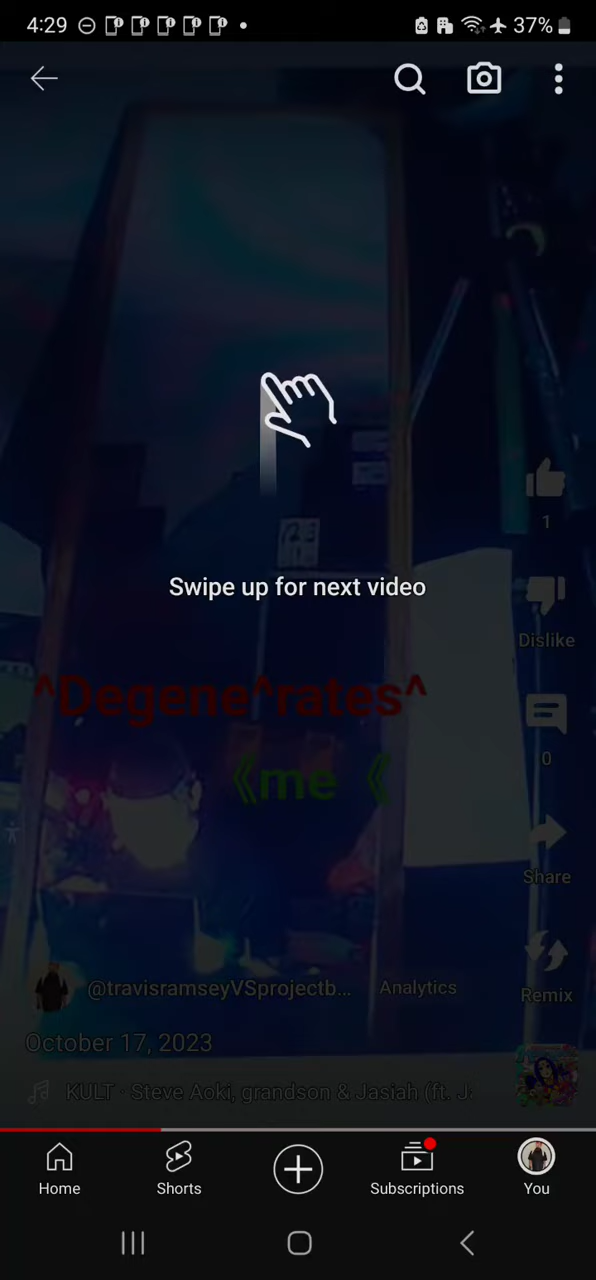 4:29
37%
Swipe up for next video
1
Dislike
^Degene^rates^
0
《me《
Share
@travisramseyVSprojectb...
Analytics
Remix
October 17, 2023
KULT · Steve Aoki, grandson & Jasiah (ft. J
Home
Shorts
Subscriptions
You